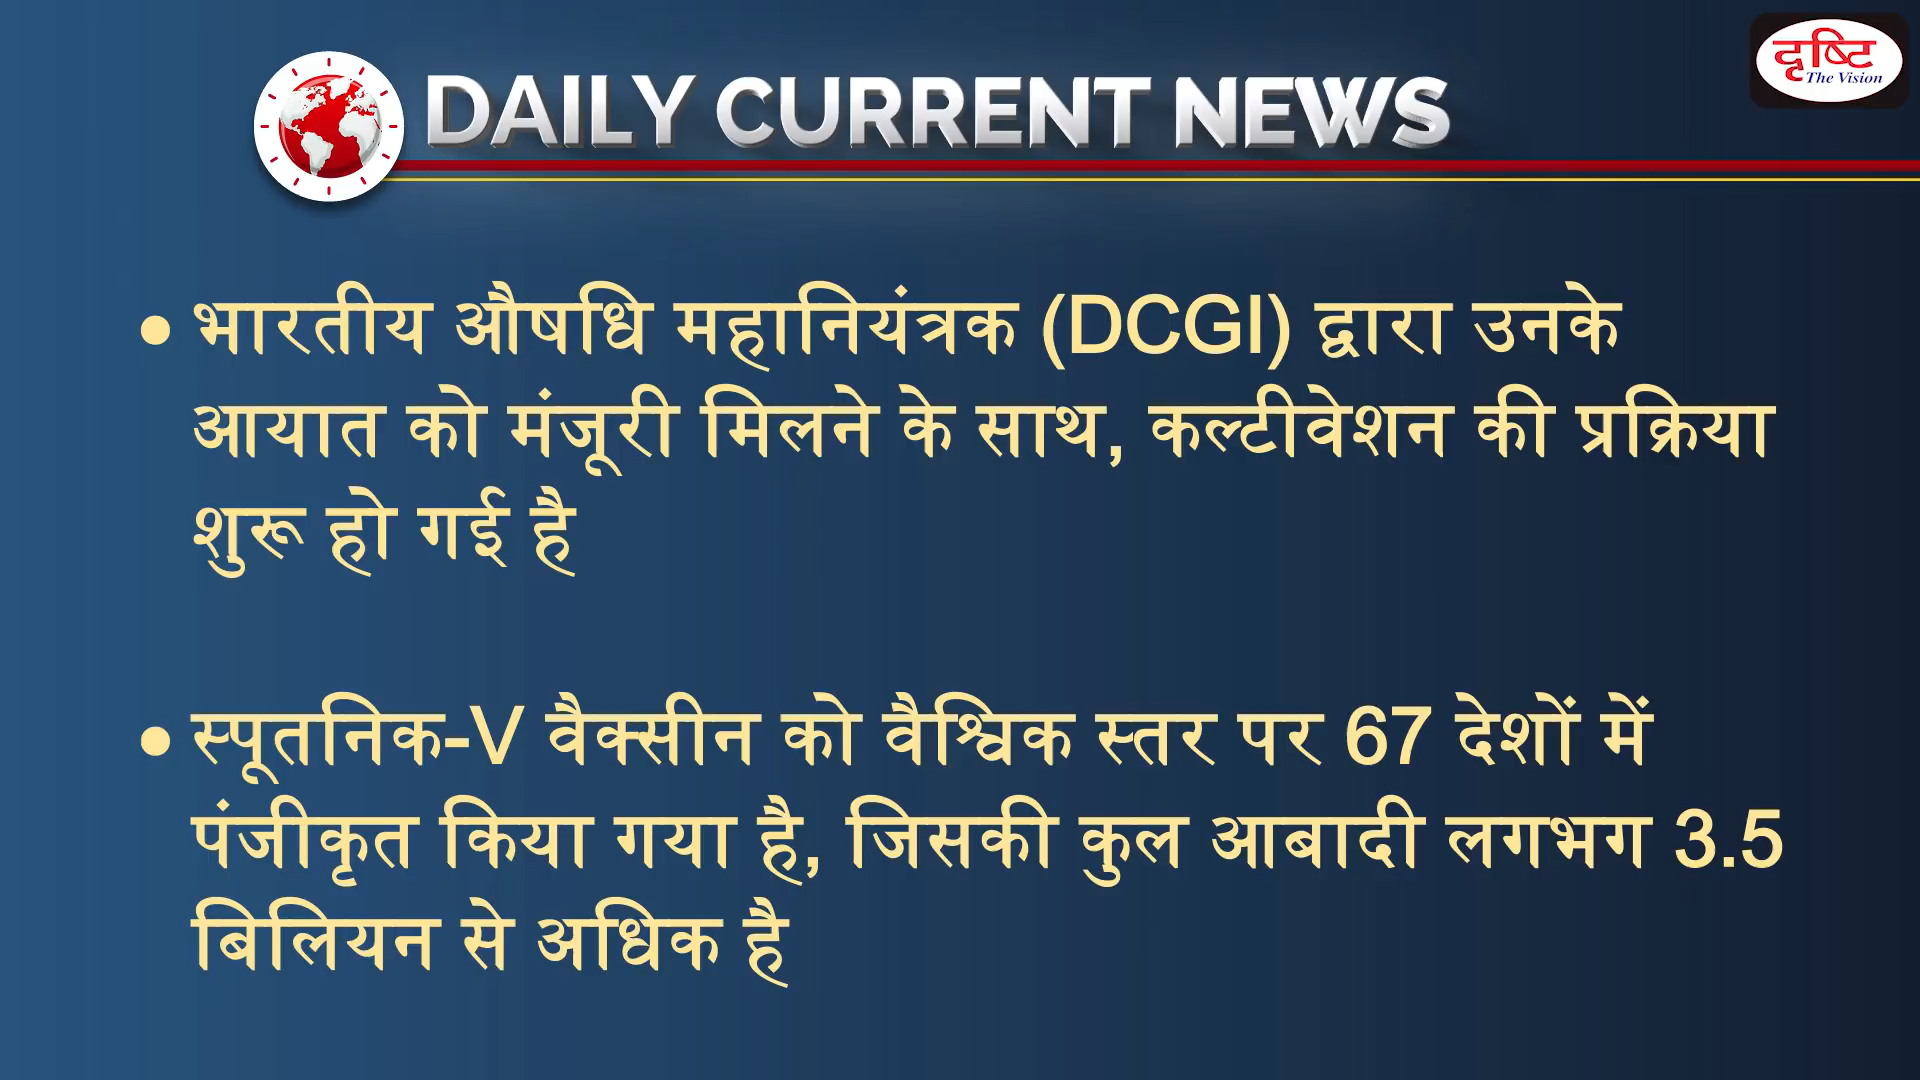 DAILY CURRENT NEWS
दृष्टि
The Vision
• भारतीय औषधि महानियंत्रक (DCGI) द्वारा उनके
आयात को मंजूरी मिलने के साथ, कल्टीवेशन की प्रक्रिया
शुरू हो गई है
• स्पूतनिक-V वैक्सीन को वैश्विक स्तर पर 67 देशों में
पंजीकृत किया गया है, जिसकी कुल आबादी लगभग 3.5
बिलियन से अधिक है